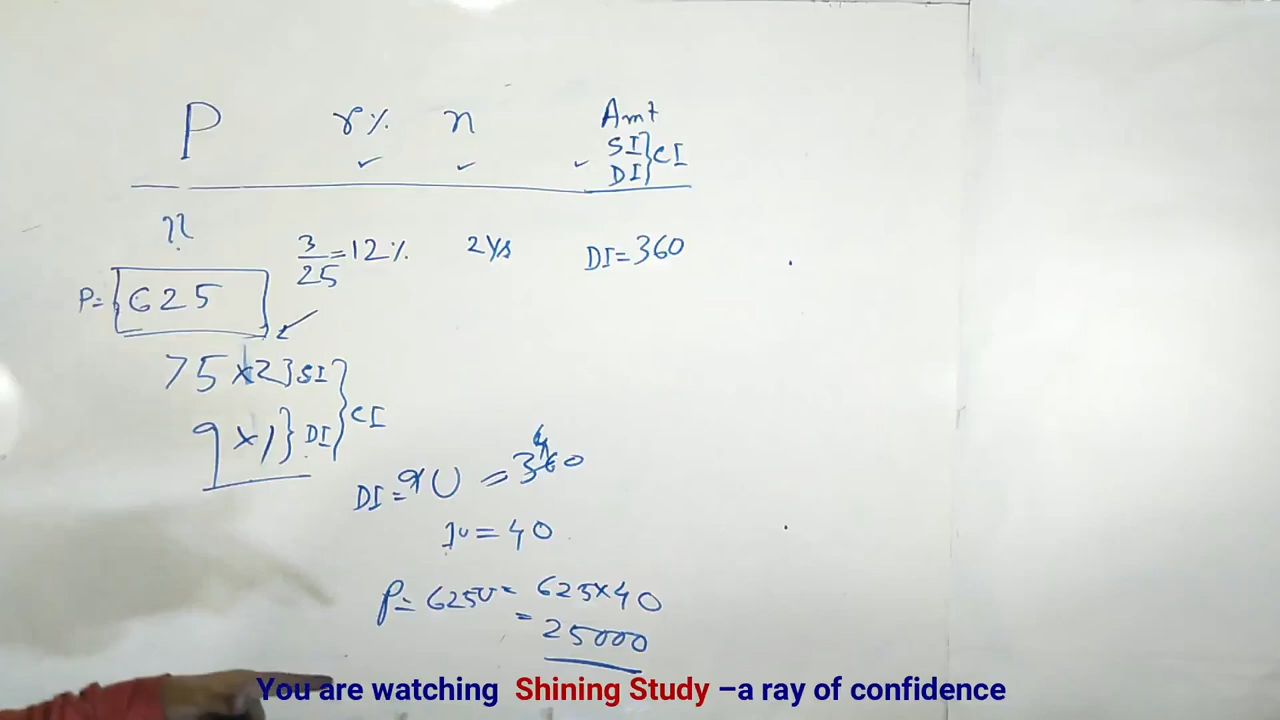 P r% n Amt
SI } CI
DI
3/25 = 12% 2 Yrs DI = 360
P = 625
75 × 2 } SI } CI
9 × 1 } DI
DI = 9U = 360
1U = 40
P = 625U = 625×40
= 25000
You are watching Shining Study –a ray of confidence